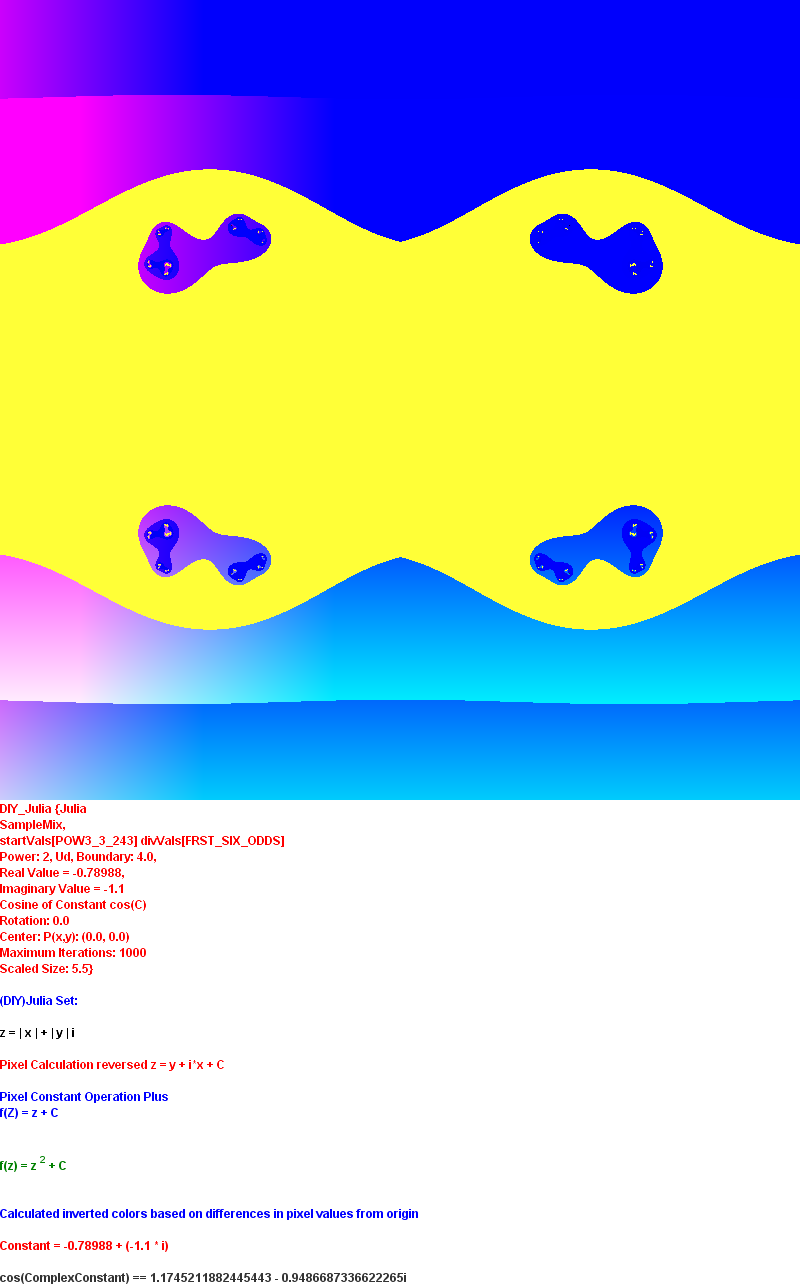 DIY_Julia {Julia
SampleMix,
startVals[POW3_3_243] divVals[FRST_SIX_ODDS]
Power: 2, Ud, Boundary: 4.0,
Real Value = -0.78988,
Imaginary Value = -1.1
Cosine of Constant cos(C)
Rotation: 0.0
Center: P(x,y): (0.0, 0.0)
Maximum Iterations: 1000
Scaled Size: 5.5}
(DIY)Julia Set:
z = | x | + | y | i
Pixel Calculation reversed z = y + i*x + C
Pixel Constant Operation Plus
f(Z) = z + C
f(z) = z 2 + C
Calculated inverted colors based on differences in pixel values from origin
Constant = -0.78988 + (-1.1 * i)
cos(ComplexConstant) == 1.1745211882445443 - 0.9486687336622265i